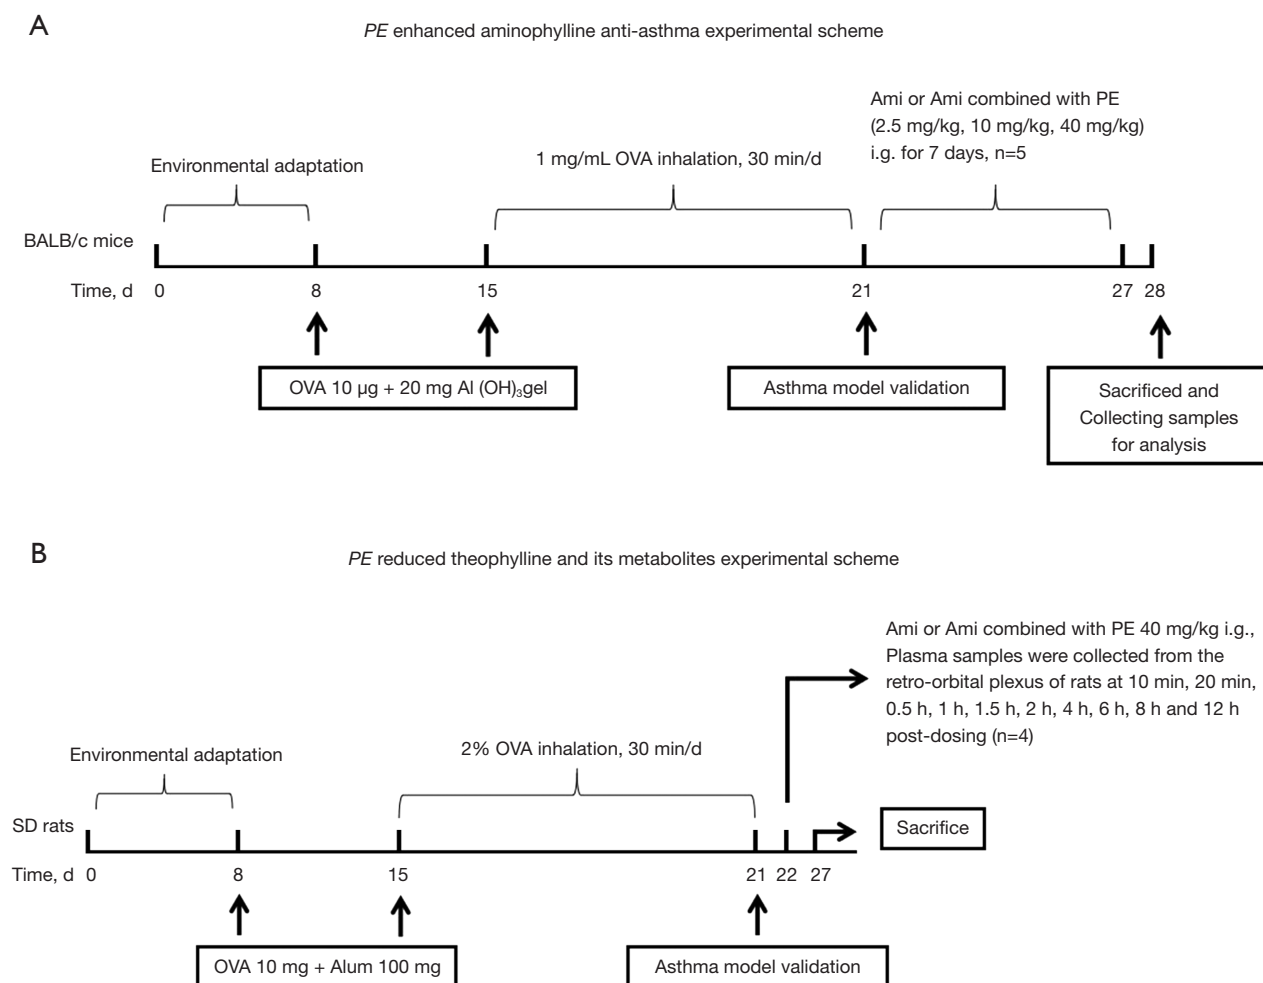 A
PE enhanced aminophylline anti-asthma experimental scheme
Ami or Ami combined with PE
(2.5 mg/kg, 10 mg/kg, 40 mg/kg)
i.g. for 7 days, n=5
1 mg/mL OVA inhalation, 30 min/d
Environmental adaptation
BALB/c mice
Time, d 0 8 15 21 27 28
OVA 10 µg + 20 mg Al (OH)₃gel
Asthma model validation
Sacrificed and
Collecting samples
for analysis
B
PE reduced theophylline and its metabolites experimental scheme
Ami or Ami combined with PE 40 mg/kg i.g.,
Plasma samples were collected from the
retro-orbital plexus of rats at 10 min, 20 min,
0.5 h, 1 h, 1.5 h, 2 h, 4 h, 6 h, 8 h and 12 h
post-dosing (n=4)
Environmental adaptation
2% OVA inhalation, 30 min/d
SD rats
Sacrifice
Time, d 0 8 15 21 22 27
OVA 10 mg + Alum 100 mg
Asthma model validation